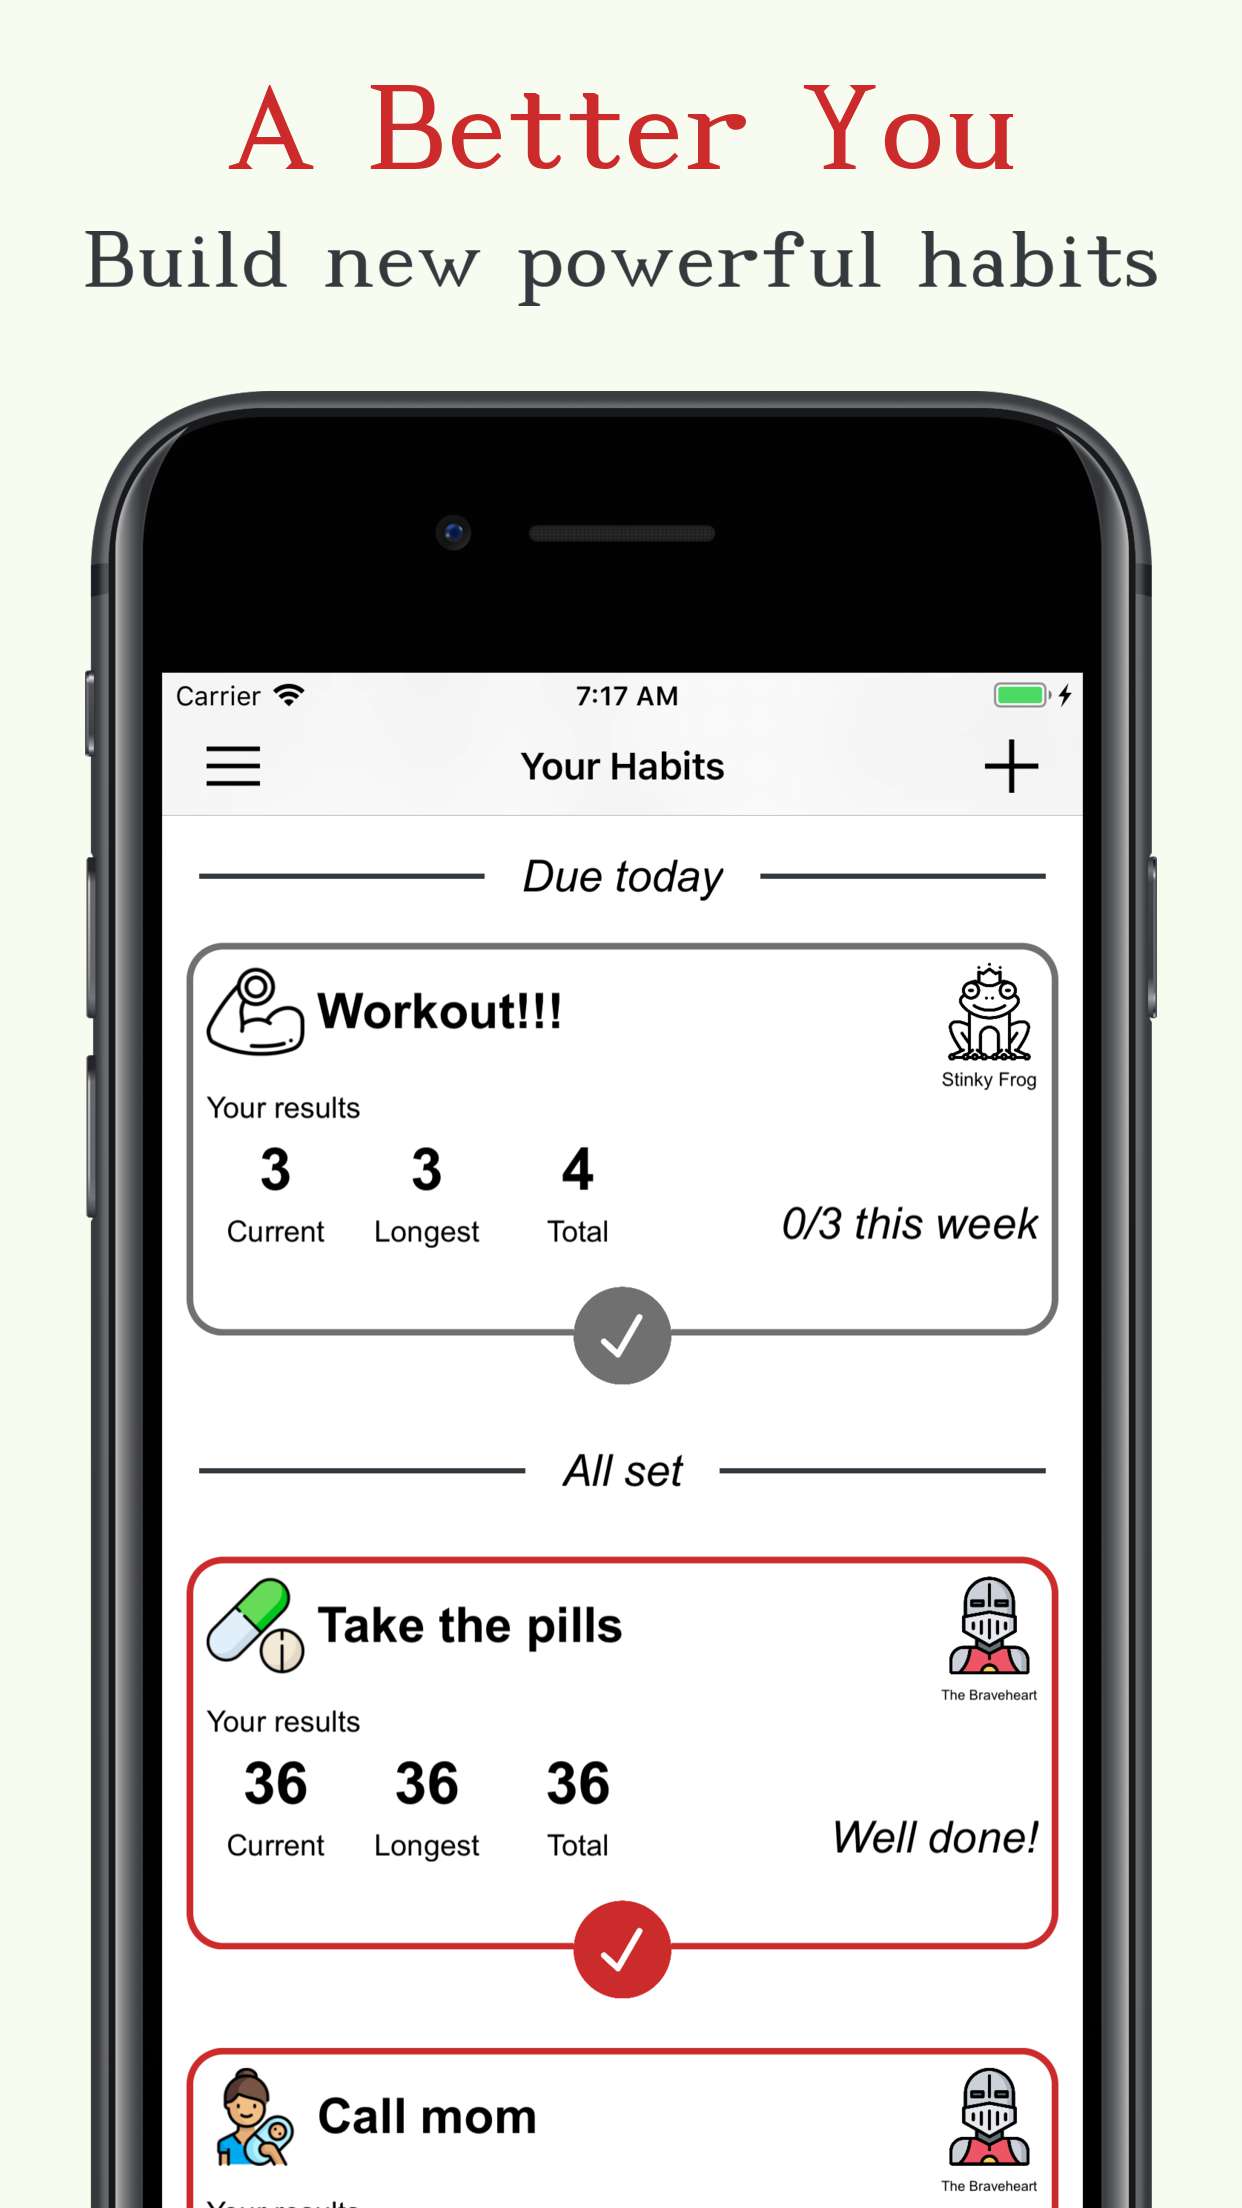 A Better You
Build new powerful habits
Carrier 7:17 AM
Your Habits
Due today
Workout!!!
Stinky Frog
Your results
3 3 4
Current Longest Total
0/3 this week
All set
Take the pills
The Braveheart
Your results
36 36 36
Current Longest Total
Well done!
Call mom
The Braveheart